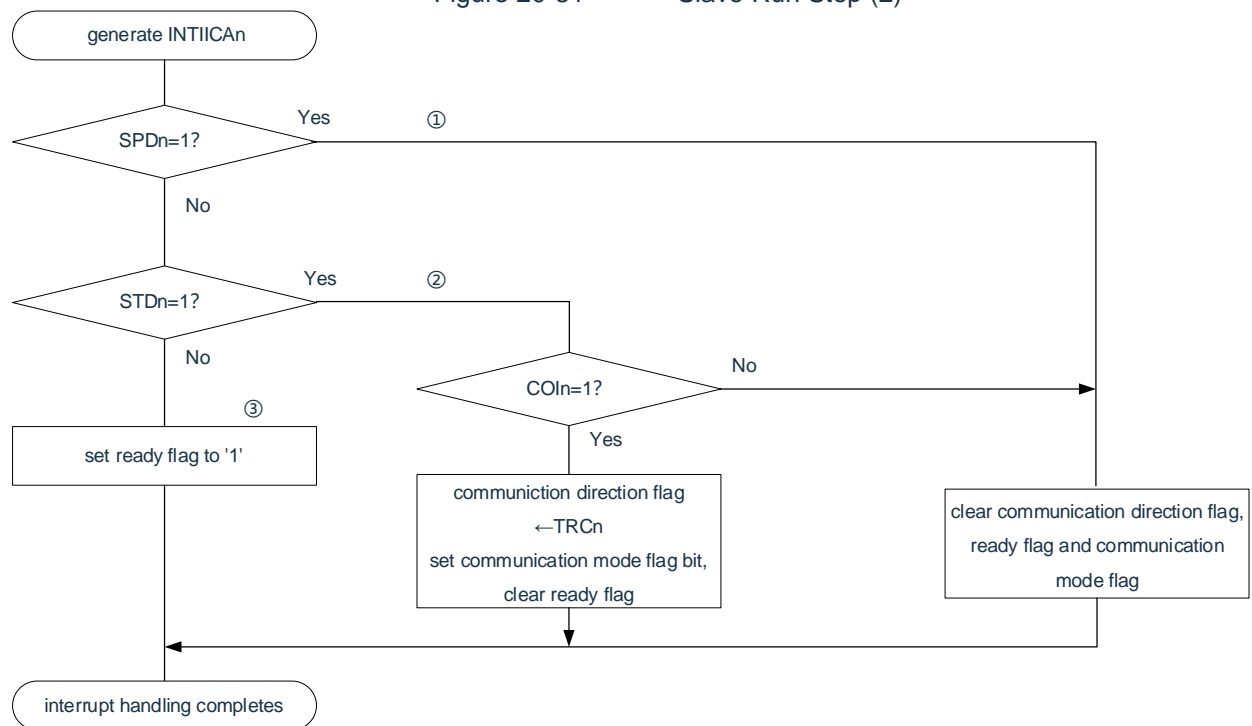 Slave Run Step (2)
generate INTIICAn
Yes
①
SPDn=1?
No
Yes
②
STDn=1?
No
No
COIn=1?
③
Yes
set ready flag to '1'
communiction direction flag
←TRCn
set communication mode flag bit,
clear ready flag
clear communication direction flag,
ready flag and communication
mode flag
interrupt handling completes